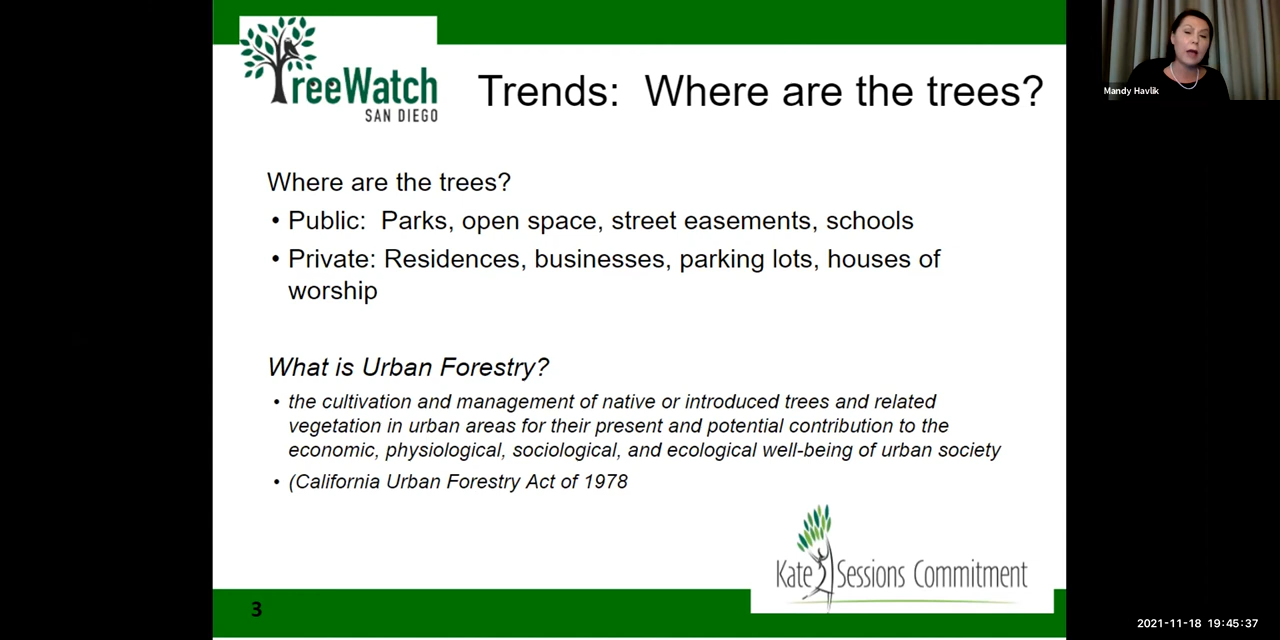 TreeWatch
SAN DIEGO
Trends:  Where are the trees?
Mandy Havlik
Where are the trees?
• Public:  Parks, open space, street easements, schools
• Private: Residences, businesses, parking lots, houses of
worship
What is Urban Forestry?
• the cultivation and management of native or introduced trees and related
vegetation in urban areas for their present and potential contribution to the
economic, physiological, sociological, and ecological well-being of urban society
• (California Urban Forestry Act of 1978
Kate Sessions Commitment
3
2021-11-18 19:45:37